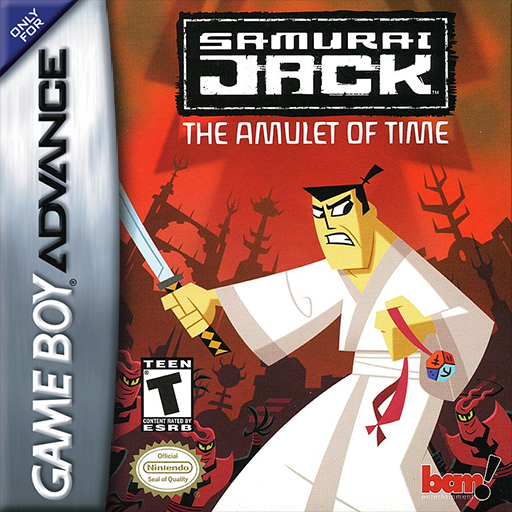 ONLY
FOR
GAME BOY ADVANCE
SAMURAI
JACK
THE AMULET OF TIME
TEEN
T
CONTENT RATED BY
ESRB
Official
Nintendo
Seal of Quality
bam!
entertainment